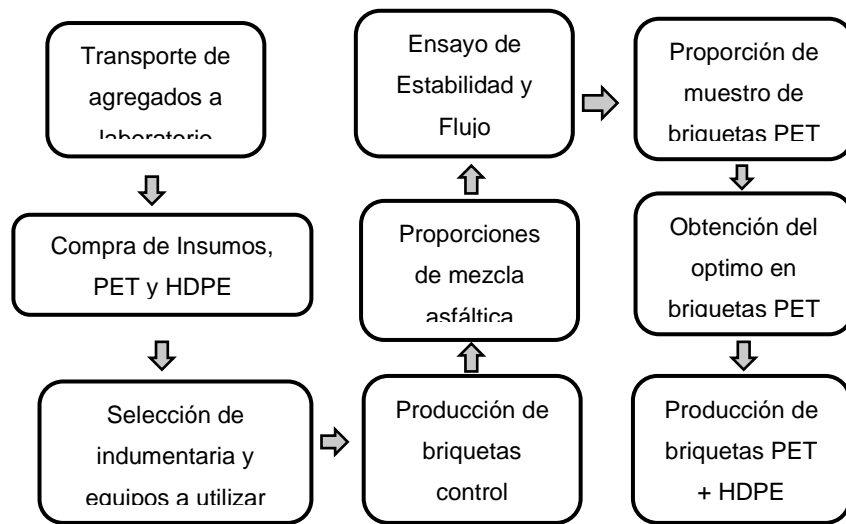 Transporte de
agregados a
laboratorio
Compra de Insumos,
PET y HDPE
Selección de
indumentaria y
equipos a utilizar
Producción de
briquetas
control
Proporciones
de mezcla
asfáltica
Ensayo de
Estabilidad y
Flujo
Proporción de
muestro de
briquetas PET
Obtención del
optimo en
briquetas PET
Producción de
briquetas PET
+ HDPE